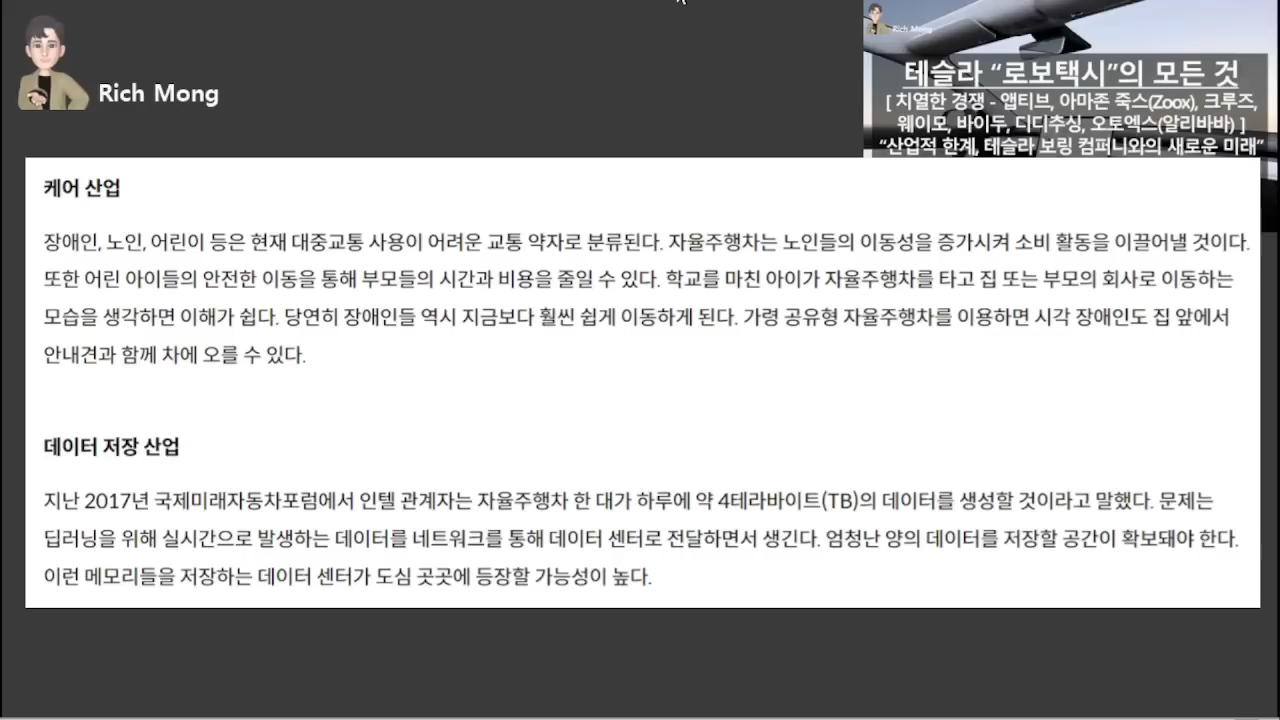 Rich Mong
Rich Mong
테슬라 “로보택시”의 모든 것
[ 치열한 경쟁 - 앱티브, 아마존 죽스(Zoox), 크루즈,
웨이모, 바이두, 디디추싱, 오토엑스(알리바바) ]
“산업적 한계, 테슬라 보링 컴퍼니와의 새로운 미래”
케어 산업
장애인, 노인, 어린이 등은 현재 대중교통 사용이 어려운 교통 약자로 분류된다. 자율주행차는 노인들의 이동성을 증가시켜 소비 활동을 이끌어낼 것이다.
또한 어린 아이들의 안전한 이동을 통해 부모들의 시간과 비용을 줄일 수 있다. 학교를 마친 아이가 자율주행차를 타고 집 또는 부모의 회사로 이동하는
모습을 생각하면 이해가 쉽다. 당연히 장애인들 역시 지금보다 훨씬 쉽게 이동하게 된다. 가령 공유형 자율주행차를 이용하면 시각 장애인도 집 앞에서
안내견과 함께 차에 오를 수 있다.
데이터 저장 산업
지난 2017년 국제미래자동차포럼에서 인텔 관계자는 자율주행차 한 대가 하루에 약 4테라바이트(TB)의 데이터를 생성할 것이라고 말했다. 문제는
딥러닝을 위해 실시간으로 발생하는 데이터를 네트워크를 통해 데이터 센터로 전달하면서 생긴다. 엄청난 양의 데이터를 저장할 공간이 확보돼야 한다.
이런 메모리들을 저장하는 데이터 센터가 도심 곳곳에 등장할 가능성이 높다.